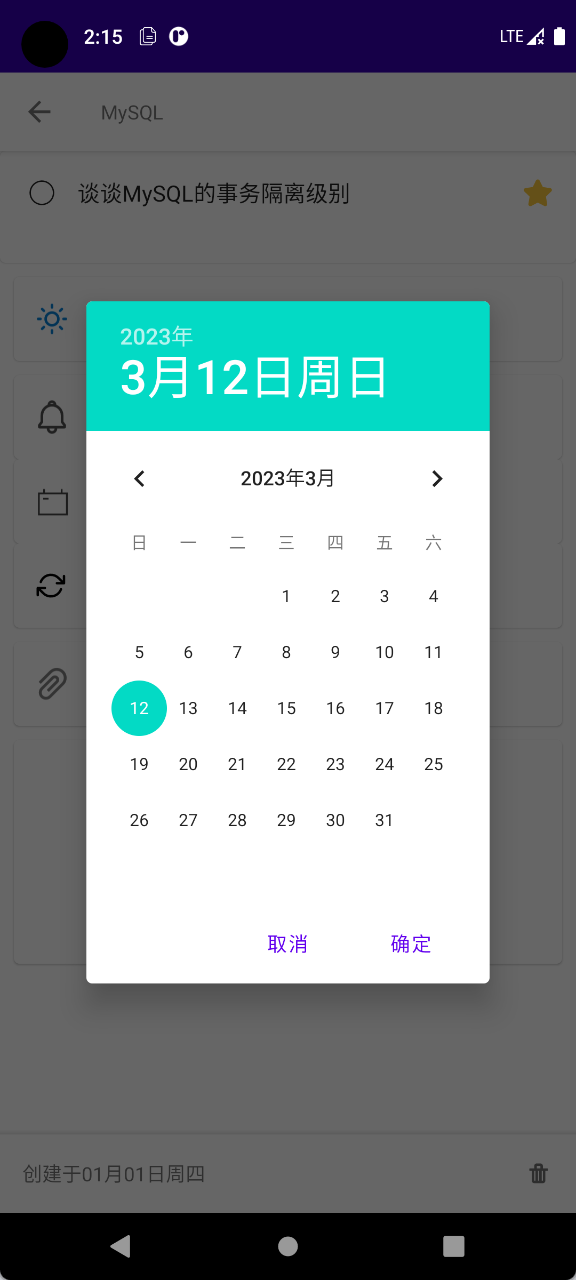 2:15 LTE
MySQL
谈谈MySQL的事务隔离级别
2023年
3月12日周日
2023年3月
日 一 二 三 四 五 六
1 2 3 4
5 6 7 8 9 10 11
12 13 14 15 16 17 18
19 20 21 22 23 24 25
26 27 28 29 30 31
取消 确定
创建于01月01日周四